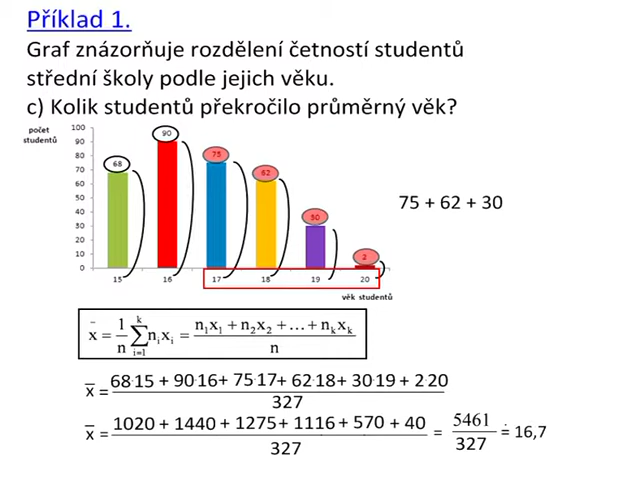 Příklad 1.
Graf znázorňuje rozdělení četností studentů
střední školy podle jejich věku.
c) Kolik studentů překročilo průměrný věk?
počet
studentů
100
90
80
70
60
50
40
30
20
10
0
68
90
75
62
30
2
15 16 17 18 19 20
věk studentů
75 + 62 + 30
x̄ = 1/n ∑ᵢ₌₁ᵏ nᵢxᵢ = (n₁x₁ + n₂x₂ + … + nₖxₖ)/n
x̄ = (68·15 + 90·16 + 75·17 + 62·18 + 30·19 + 2·20)/327
x̄ = (1020 + 1440 + 1275 + 1116 + 570 + 40)/327 = 5461/327 ≐ 16,7